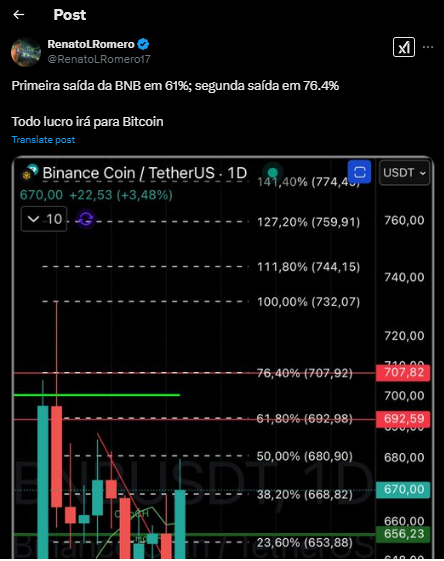 Post
RenatoLRomero
@RenatoLRomero17
Primeira saída da BNB em 61%; segunda saída em 76.4%
Todo lucro irá para Bitcoin
Translate post
Binance Coin / TetherUS · 1D
USDT
670,00 +22,53 (+3,48%)
10
141,40% (774,45)
127,20% (759,91)
760,00
111,80% (744,15)
740,00
100,00% (732,07)
720,00
710,00
76,40% (707,92)
707,82
700,00
61,80% (692,98)
692,59
50,00% (680,90)
680,00
BNBUSDT, 1D
670,00
38,20% (668,82)
660,00
656,23
23,60% (653,88)
Binance Coin / TetherUS